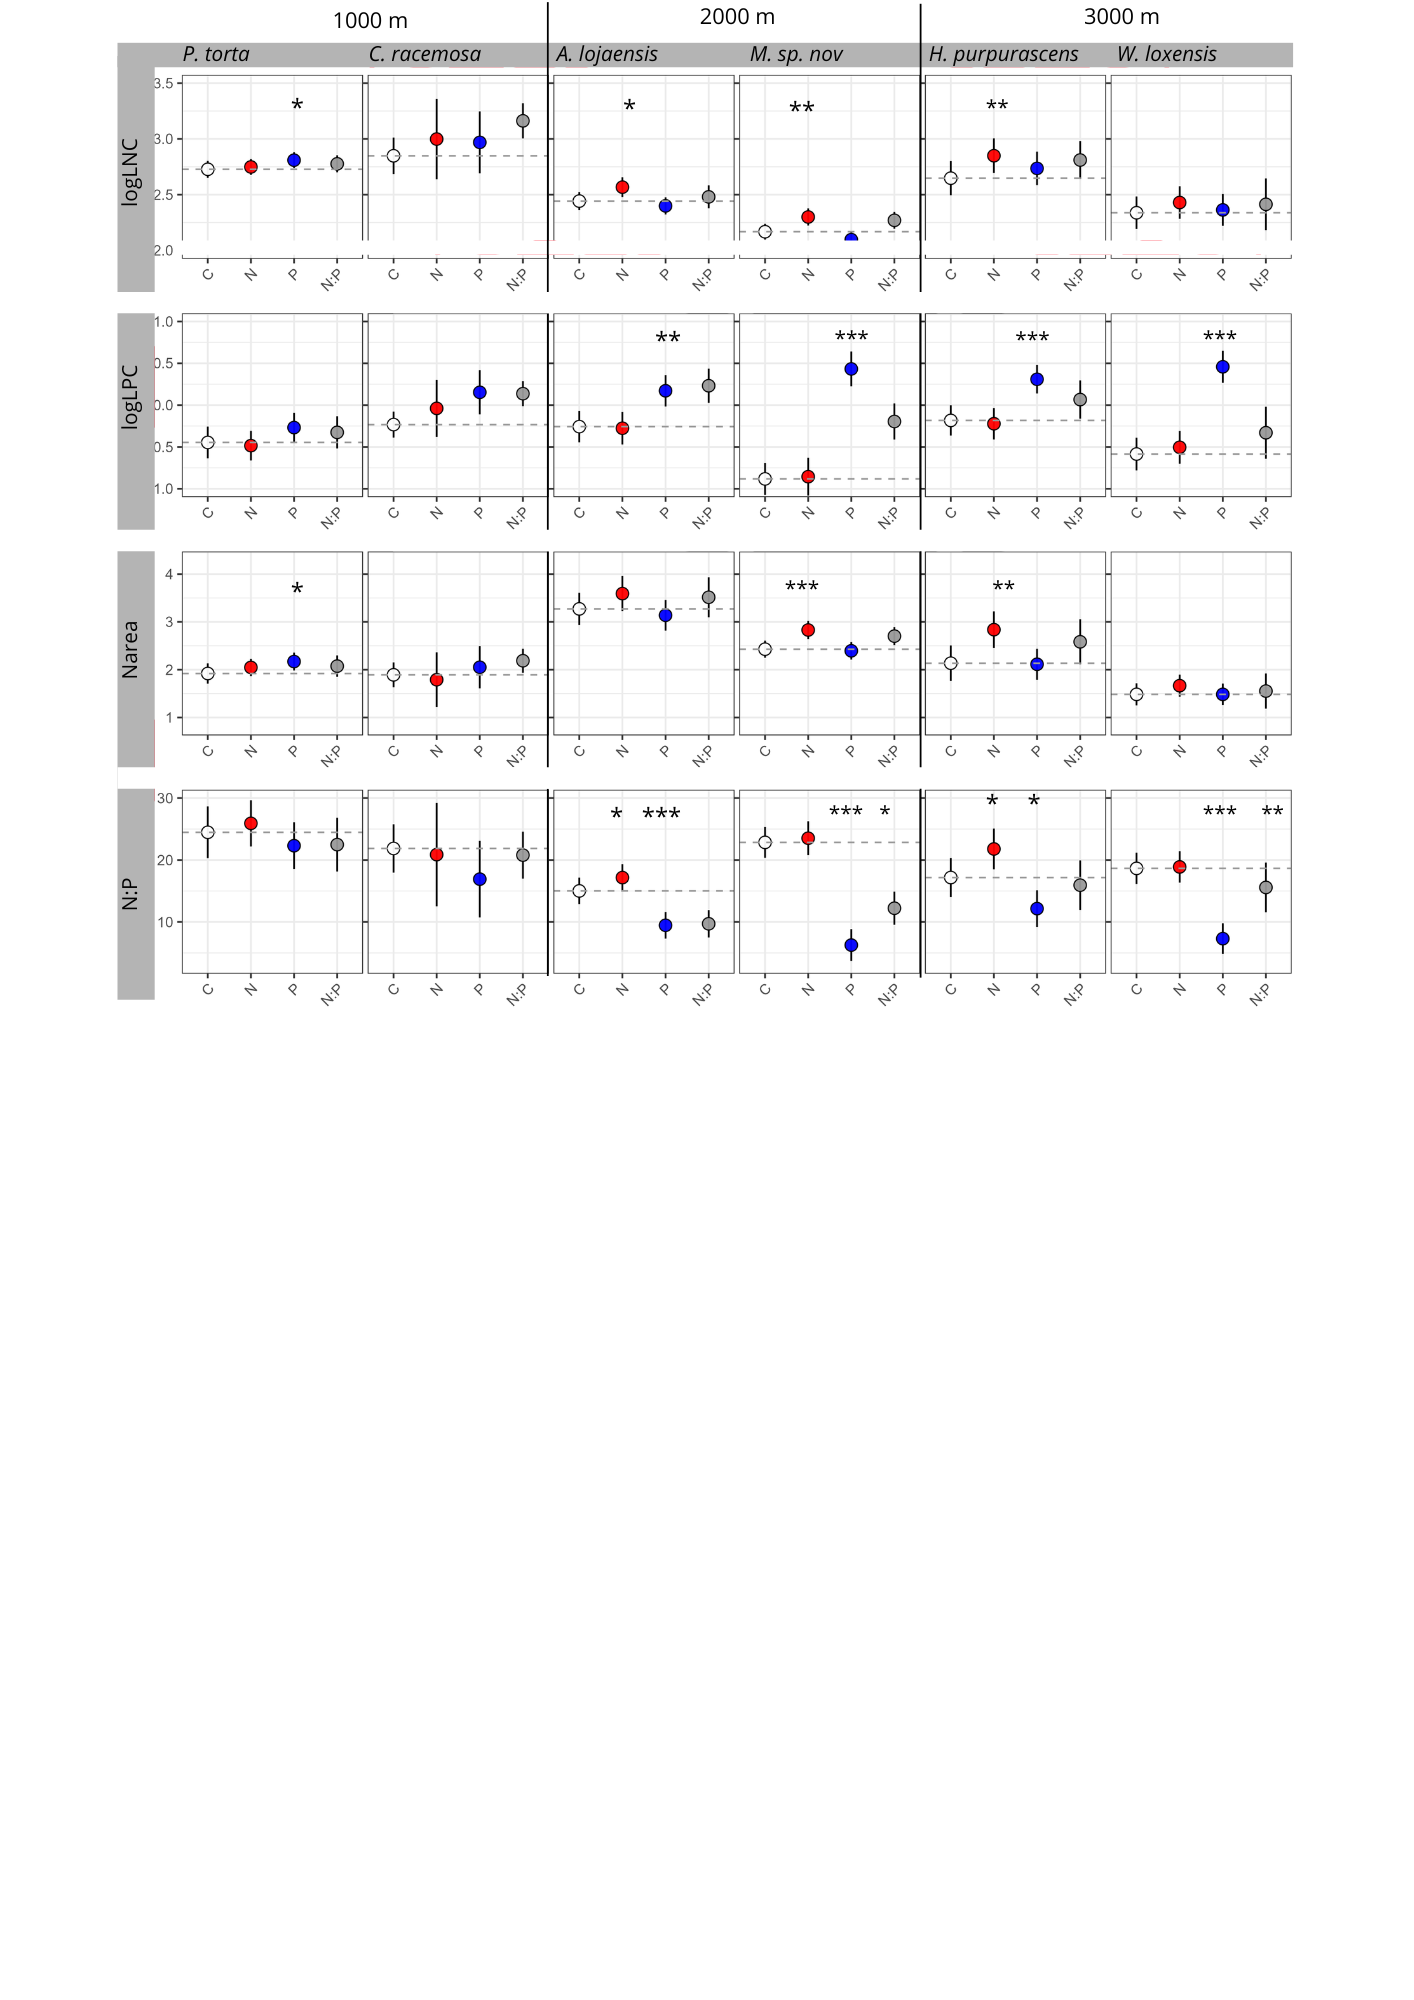 1000 m 2000 m 3000 m
P. torta C. racemosa A. lojaensis M. sp. nov H. purpurascens W. loxensis
logLNC
3.5
3.0
2.5
2.0
* * ** **
C N P N:P C N P N:P C N P N:P C N P N:P C N P N:P C N P N:P
logLPC
1.0
0.5
0.0
0.5
1.0
** *** *** ***
C N P N:P C N P N:P C N P N:P C N P N:P C N P N:P C N P N:P
Narea
4
3
2
1
* *** **
C N P N:P C N P N:P C N P N:P C N P N:P C N P N:P C N P N:P
N:P
30
20
10
* *** *** * * * *** **
C N P N:P C N P N:P C N P N:P C N P N:P C N P N:P C N P N:P